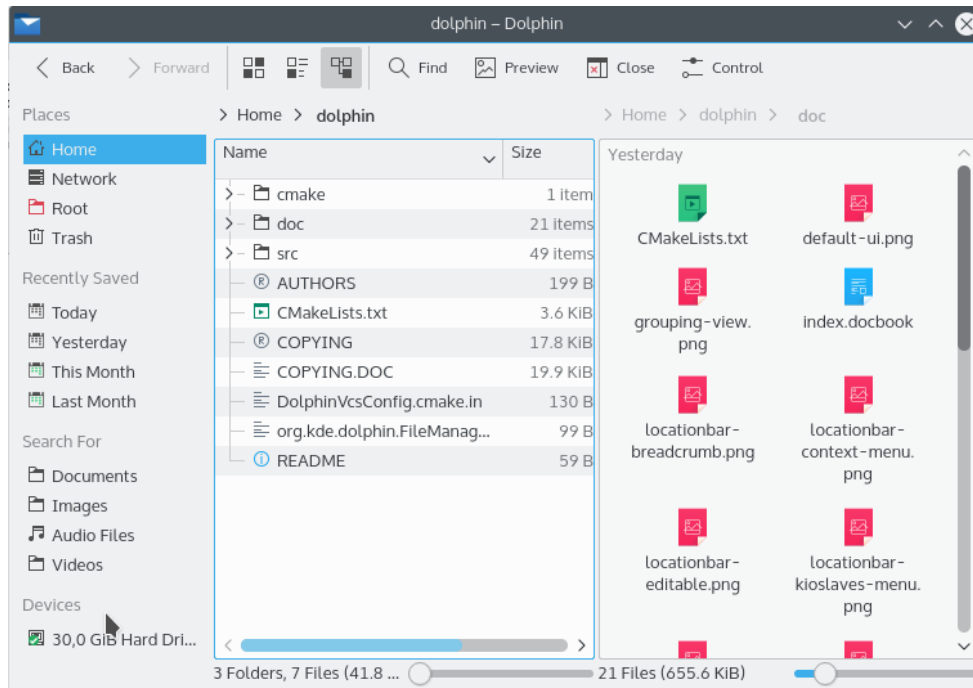 dolphin – Dolphin
Back Forward Find Preview Close Control
Places
Home
Network
Root
Trash
Recently Saved
Today
Yesterday
This Month
Last Month
Search For
Documents
Images
Audio Files
Videos
Devices
30,0 GiB Hard Dri...
> Home > dolphin
Name Size
cmake 1 item
doc 21 items
src 49 items
AUTHORS 199 B
CMakeLists.txt 3.6 KiB
COPYING 17.8 KiB
COPYING.DOC 19.9 KiB
DolphinVcsConfig.cmake.in 130 B
org.kde.dolphin.FileManag... 99 B
README 59 B
3 Folders, 7 Files (41.8 ...
> Home > dolphin > doc
Yesterday
CMakeLists.txt
default-ui.png
grouping-view.
png
index.docbook
locationbar-
breadcrumb.png
locationbar-
context-menu.
png
locationbar-
editable.png
locationbar-
kioslaves-menu.
png
21 Files (655.6 KiB)